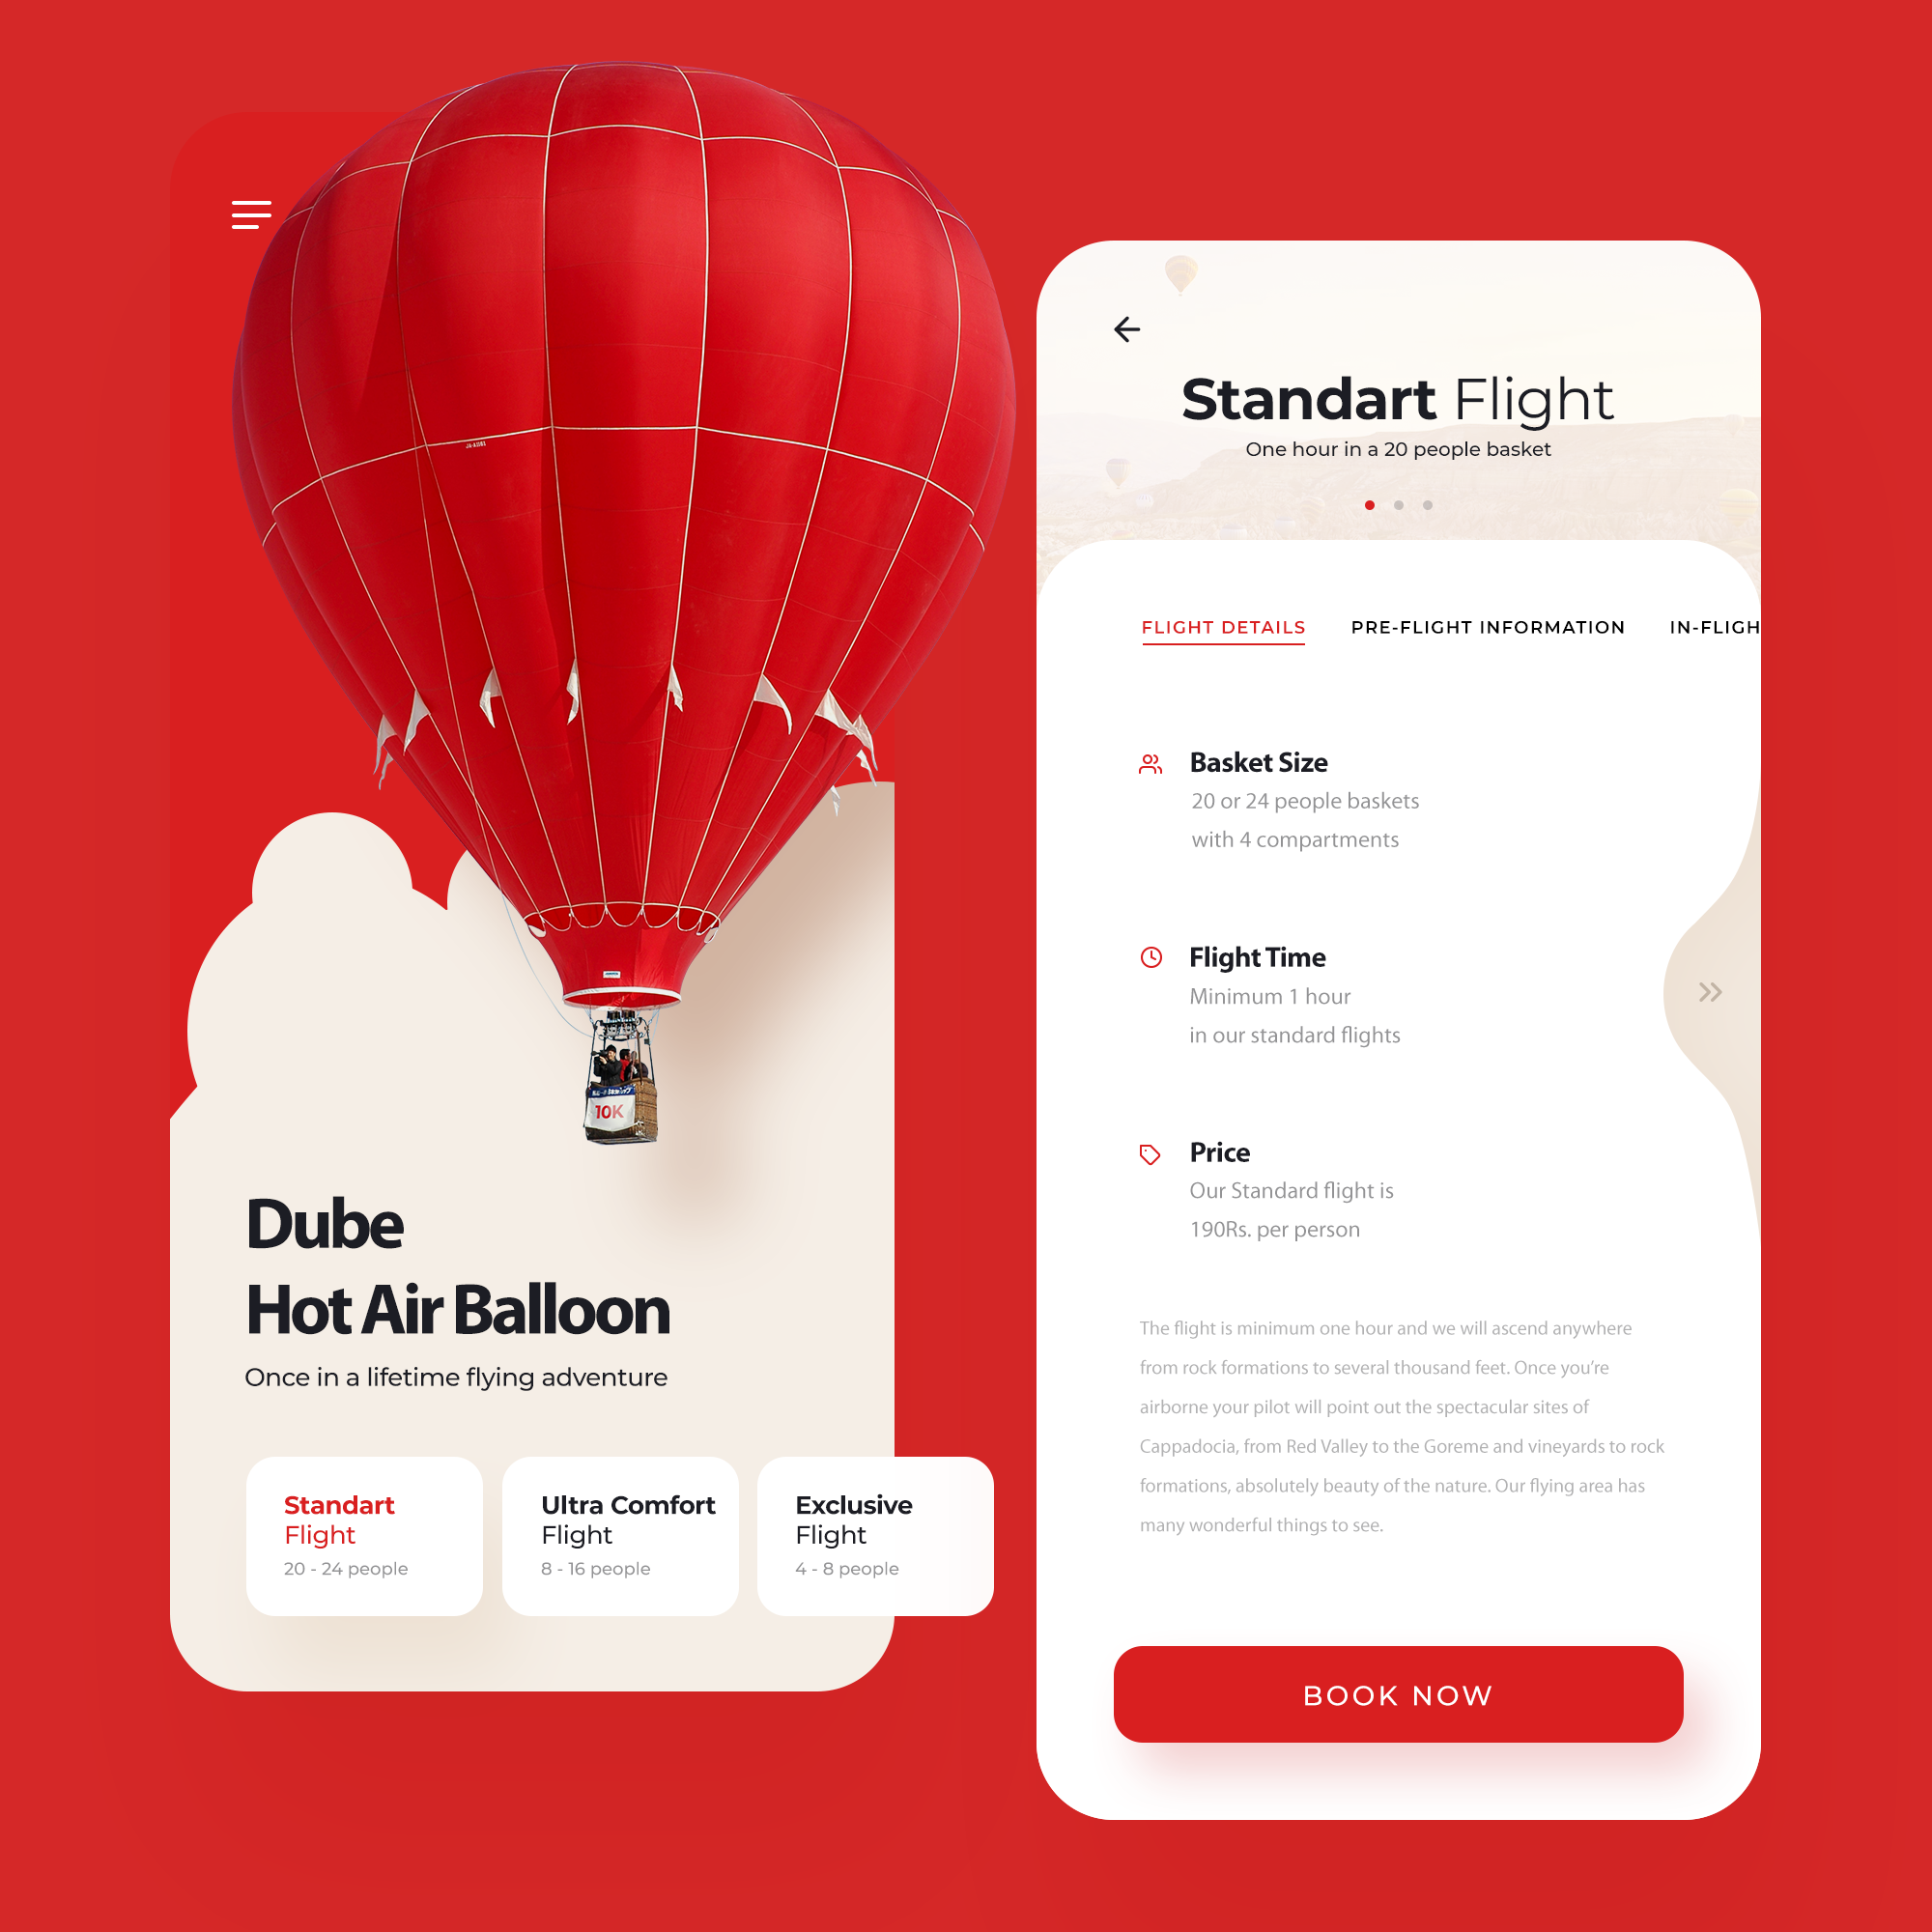 10K
Dube
Hot Air Balloon
Once in a lifetime flying adventure
Standart
Flight
20 - 24 people
Ultra Comfort
Flight
8 - 16 people
Exclusive
Flight
4 - 8 people
Standart Flight
One hour in a 20 people basket
FLIGHT DETAILS
PRE-FLIGHT INFORMATION
IN-FLIGH
Basket Size
20 or 24 people baskets
with 4 compartments
Flight Time
Minimum 1 hour
in our standard flights
Price
Our Standard flight is
190Rs. per person
The flight is minimum one hour and we will ascend anywhere
from rock formations to several thousand feet. Once you’re
airborne your pilot will point out the spectacular sites of
Cappadocia, from Red Valley to the Goreme and vineyards to rock
formations, absolutely beauty of the nature. Our flying area has
many wonderful things to see.
BOOK NOW